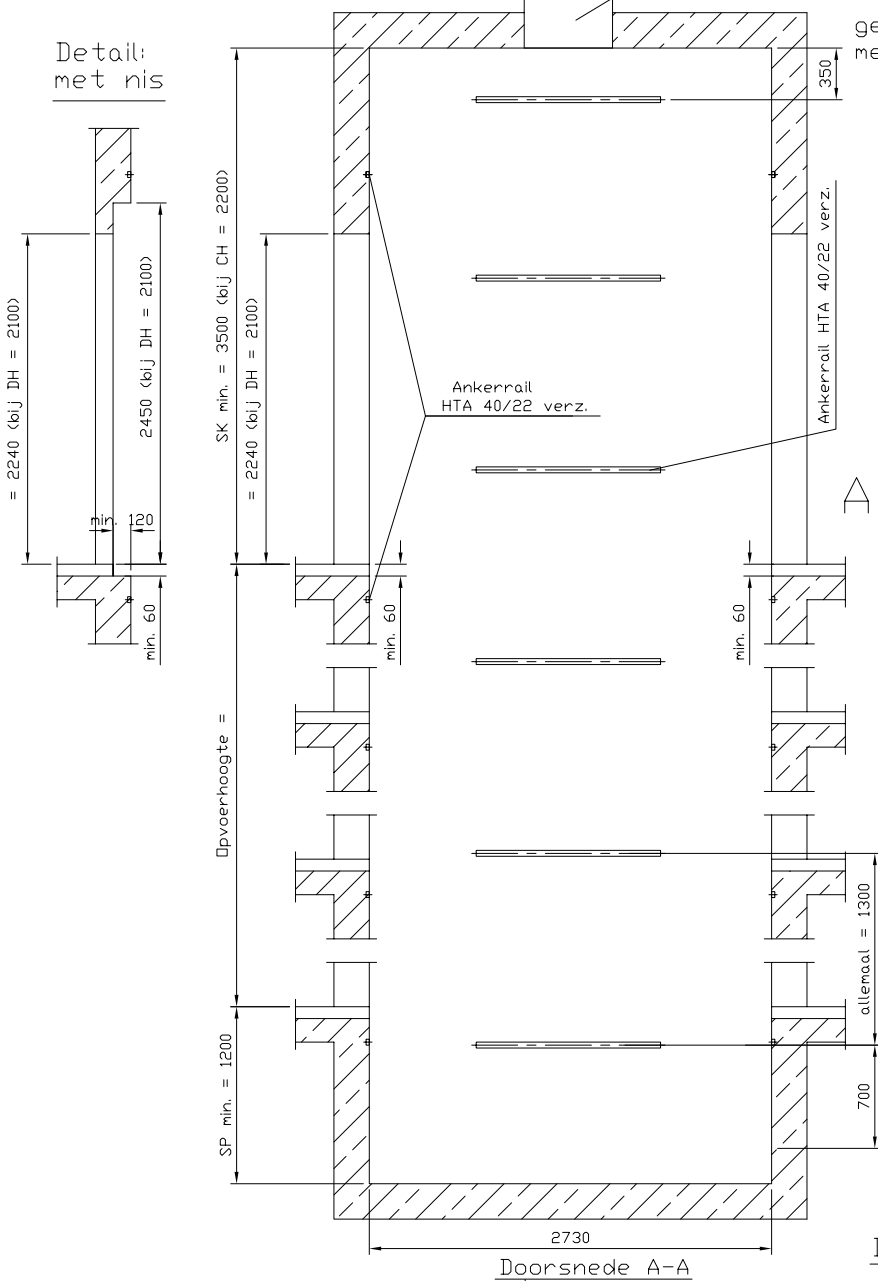 Detail:
met nis
ge
me
350
SK min. = 3500 (bij CH = 2200)
= 2240 (bij DH = 2100)
2450 (bij DH = 2100)
= 2240 (bij DH = 2100)
Ankerrail HTA 40/22 verz.
Ankerrail
HTA 40/22 verz.
A
min. 120
min. 60
min. 60
min. 60
Opvoerhoogte =
allemaal = 1300
SP min. = 1200
700
2730
Doorsnede A-A